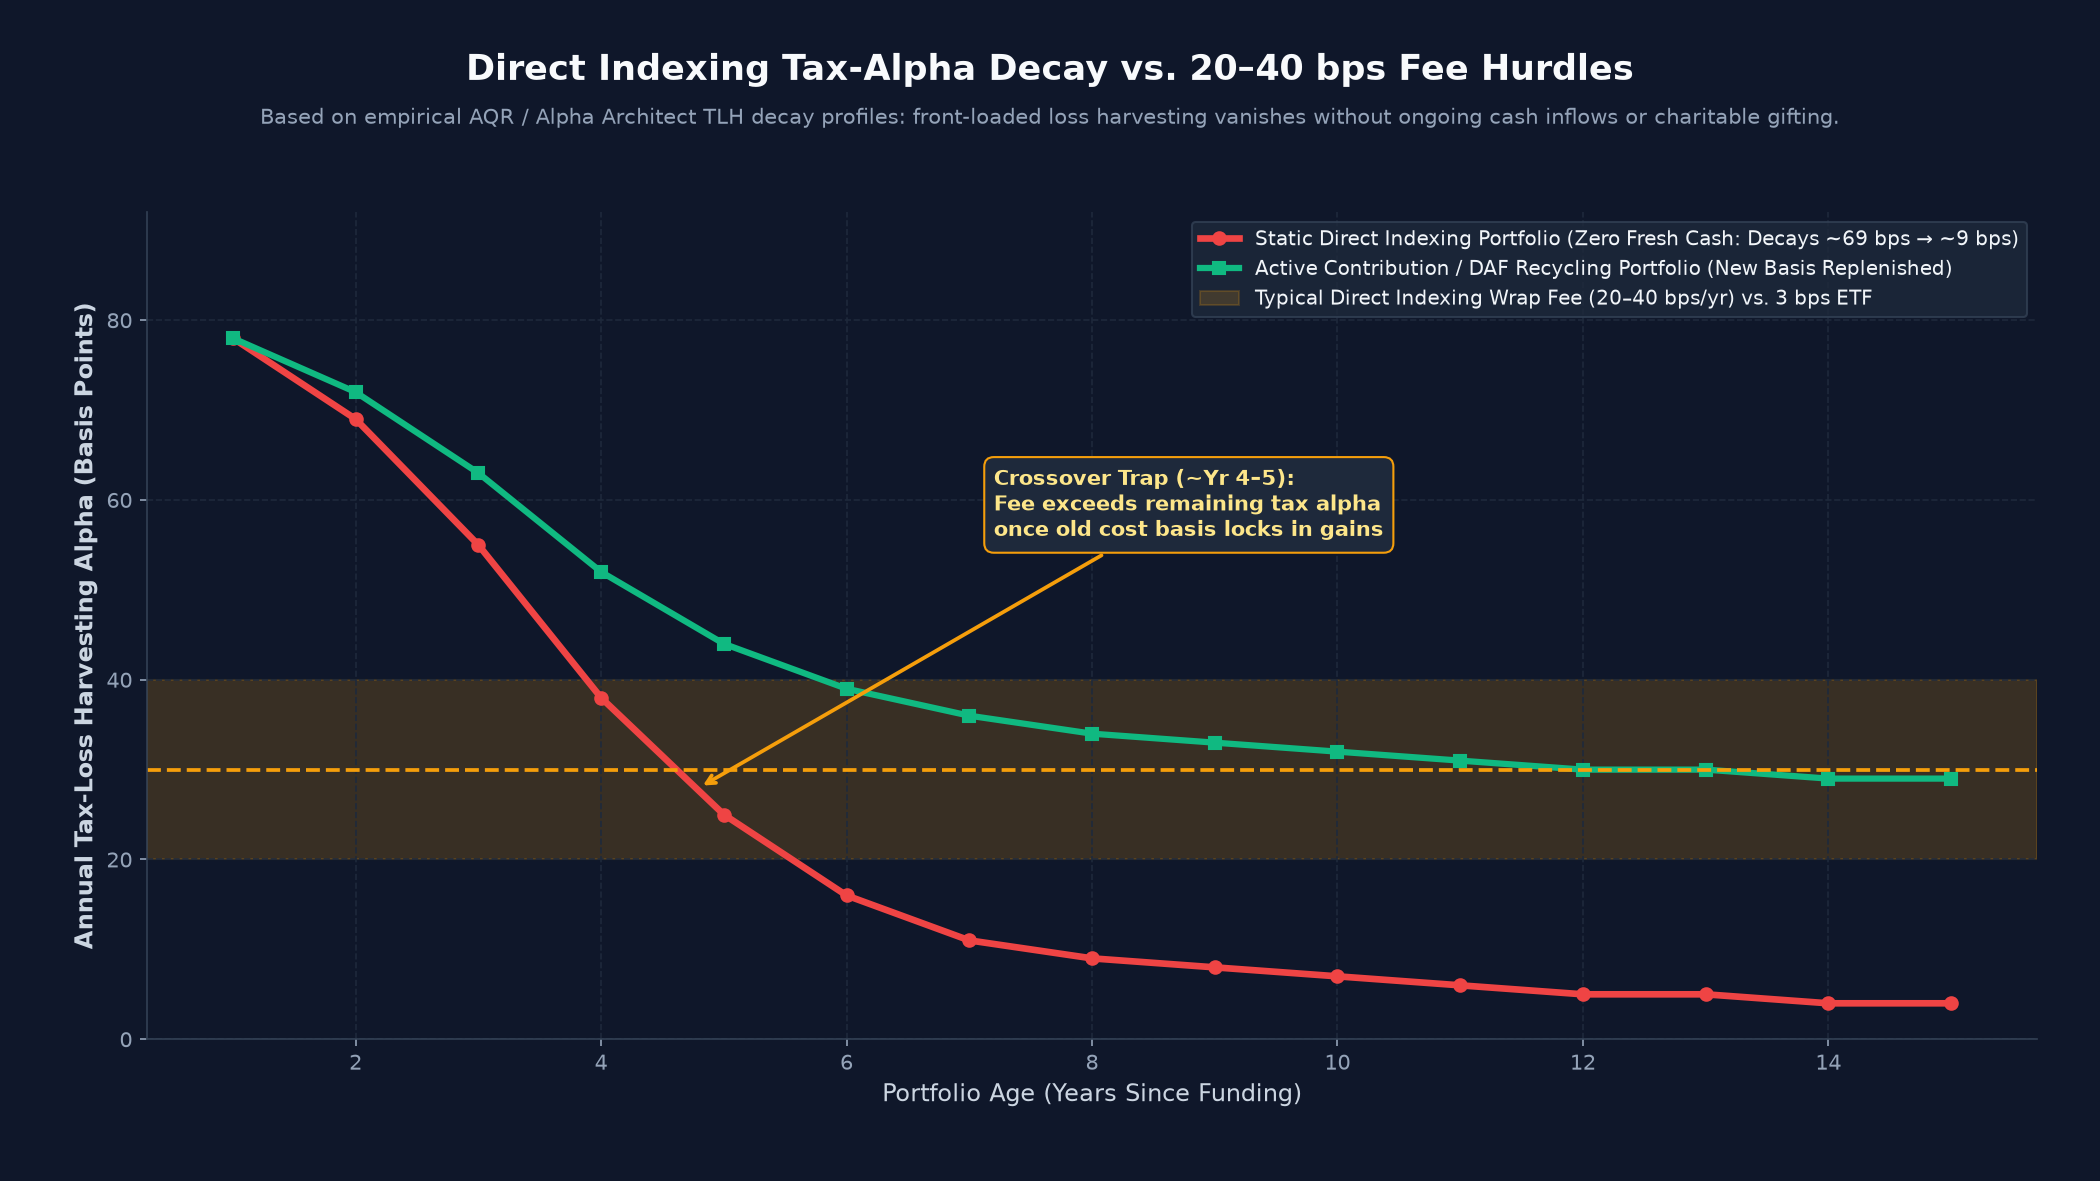 Direct Indexing Tax-Alpha Decay vs. 20–40 bps Fee Hurdles
Based on empirical AQR / Alpha Architect TLH decay profiles: front-loaded loss harvesting vanishes without ongoing cash inflows or charitable gifting.
Static Direct Indexing Portfolio (Zero Fresh Cash: Decays ~69 bps → ~9 bps)
Active Contribution / DAF Recycling Portfolio (New Basis Replenished)
Typical Direct Indexing Wrap Fee (20–40 bps/yr) vs. 3 bps ETF
Annual Tax-Loss Harvesting Alpha (Basis Points)
80
60
40
20
0
Crossover Trap (~Yr 4–5):
Fee exceeds remaining tax alpha
once old cost basis locks in gains
2 4 6 8 10 12 14
Portfolio Age (Years Since Funding)